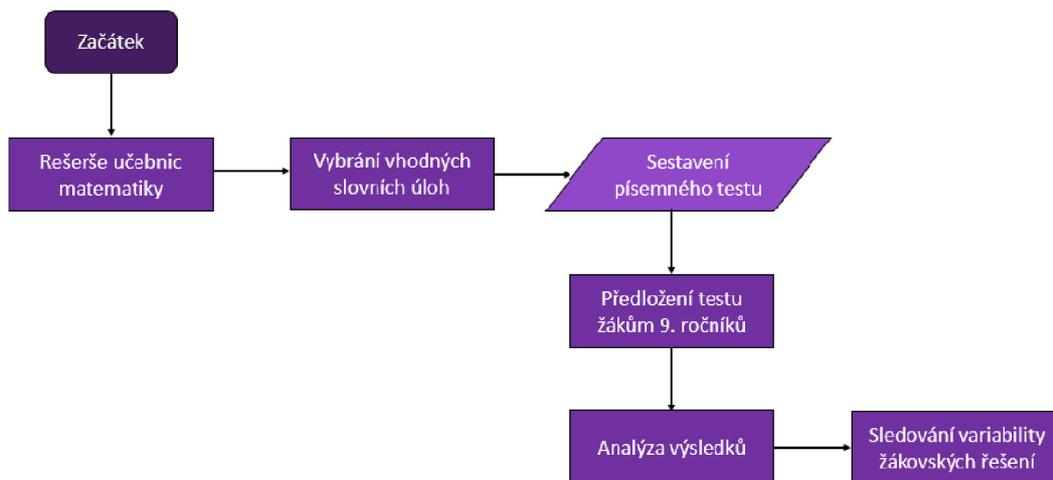 Začátek
Rešerše učebnic
matematiky
Vybrání vhodných
slovních úloh
Sestavení
písemného testu
Předložení testu
žákům 9. ročníků
Analýza výsledků
Sledování variability
žákovských řešení